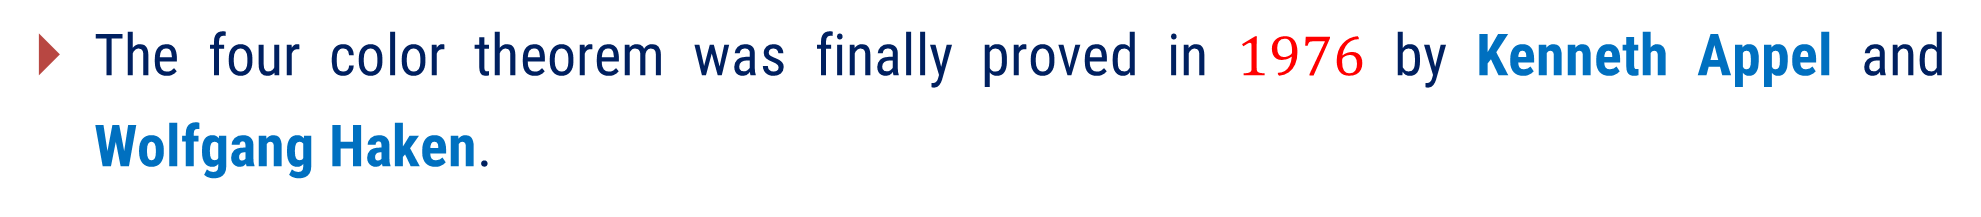 The four color theorem was finally proved in 1976 by Kenneth Appel and
Wolfgang Haken.